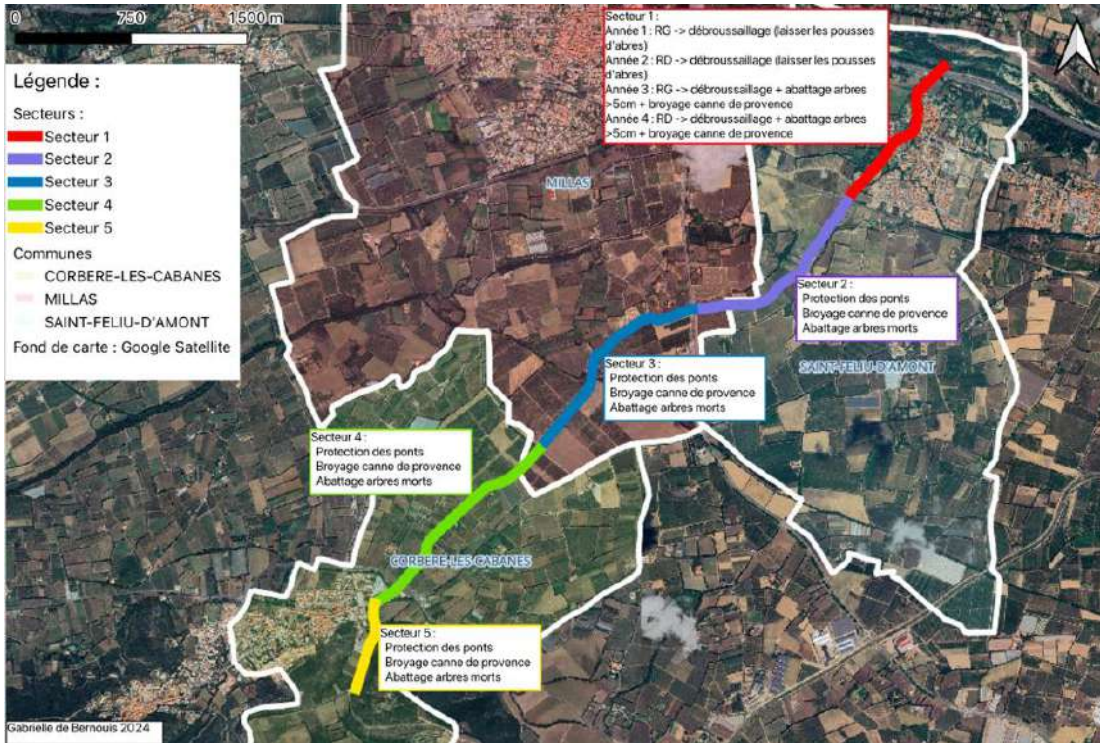 0 750 1500 m
Légende :
Secteurs :
Secteur 1
Secteur 2
Secteur 3
Secteur 4
Secteur 5
Communes
CORBERE-LES-CABANES
MILLAS
SAINT-FELIU-D'AMONT
Fond de carte : Google Satellite
Secteur 1 :
Année 1 : RG -> débroussaillage (laisser les pousses
d'abres)
Année 2 : RD -> débroussaillage (laisser les pousses
d'abres)
Année 3 : RG -> débroussaillage + abattage arbres
>5cm + broyage canne de provence
Année 4 : RD -> débroussaillage + abattage arbres
>5cm + broyage canne de provence
MILLAS
Secteur 2 :
Protection des ponts
Broyage canne de provence
Abattage arbres morts
SAINT-FELIU-D'AMONT
Secteur 3 :
Protection des ponts
Broyage canne de provence
Abattage arbres morts
Secteur 4 :
Protection des ponts
Broyage canne de provence
Abattage arbres morts
CORBERE-LES-CABANES
Secteur 5 :
Protection des ponts
Broyage canne de provence
Abattage arbres morts
Gabrielle de Bernouis 2024